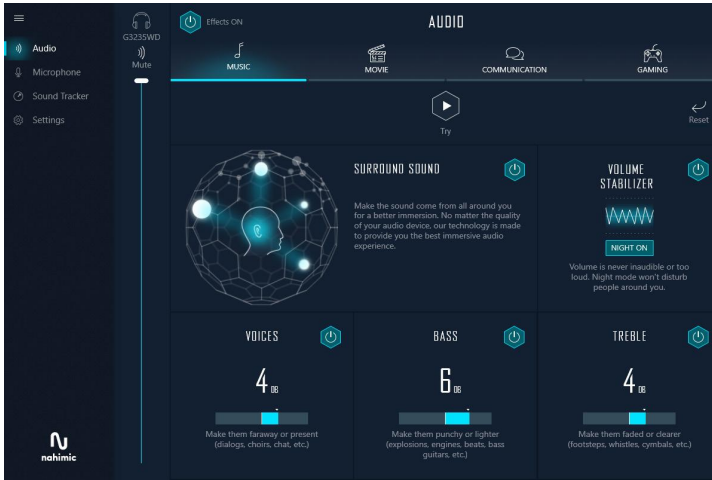 Audio
Microphone
Sound Tracker
Settings
nahimic
G3235WD
Mute
Effects ON
AUDIO
MUSIC
MOVIE
COMMUNICATION
GAMING
Try
Reset
SURROUND SOUND
Make the sound come from all around you
for a better immersion. No matter the quality
of your audio device, our technology is made
to provide you the best immersive audio
experience.
VOLUME
STABILIZER
NIGHT ON
Volume is never inaudible or too
loud. Night mode won't disturb
people around you.
VOICES
4 DB
Make them faraway or present
(dialogs, choirs, chat, etc.)
BASS
6 DB
Make them punchy or lighter
(explosions, engines, beats, bass
guitars, etc.)
TREBLE
4 DB
Make them faded or clearer
(footsteps, whistles, cymbals, etc.)